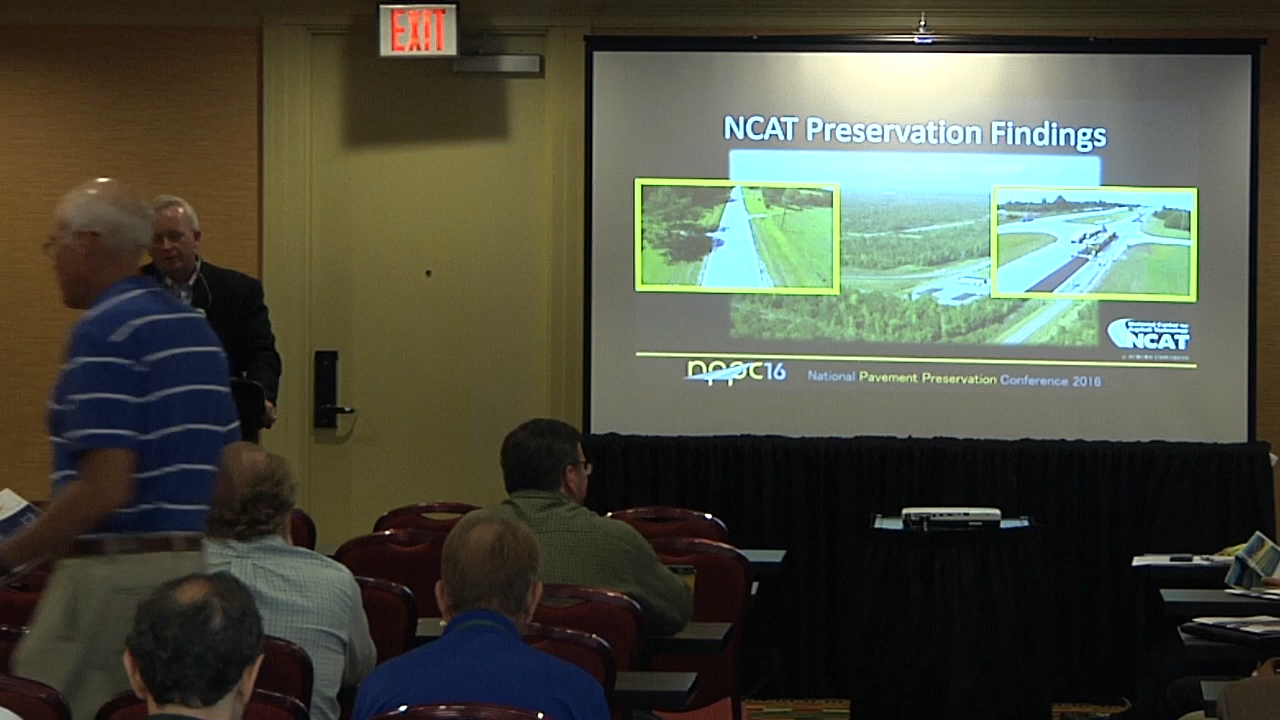 EXIT
NCAT Preservation Findings
NCAT
nppc16
National Pavement Preservation Conference 2016